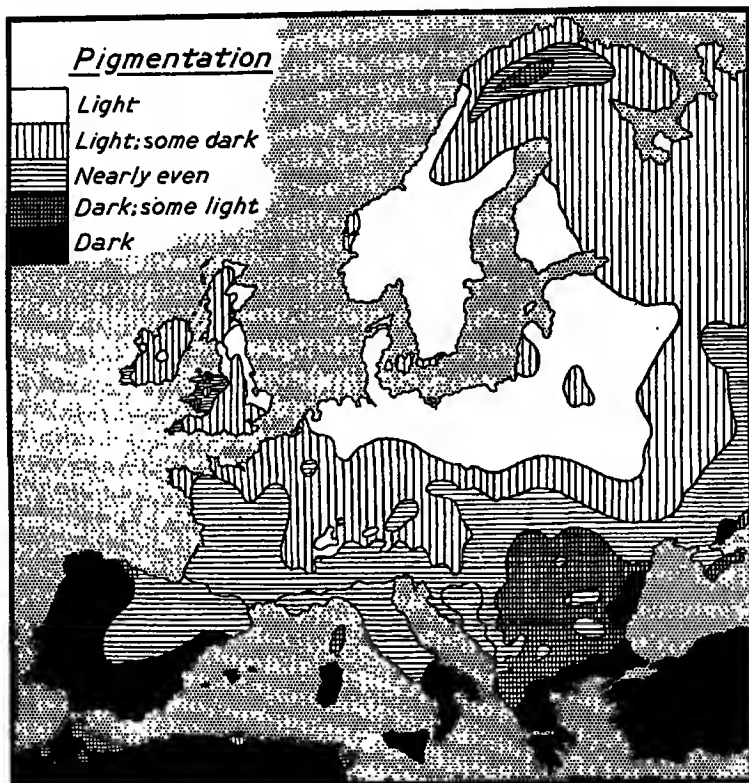 Pigmentation
Light
Light; some dark
Nearly even
Dark; some light
Dark